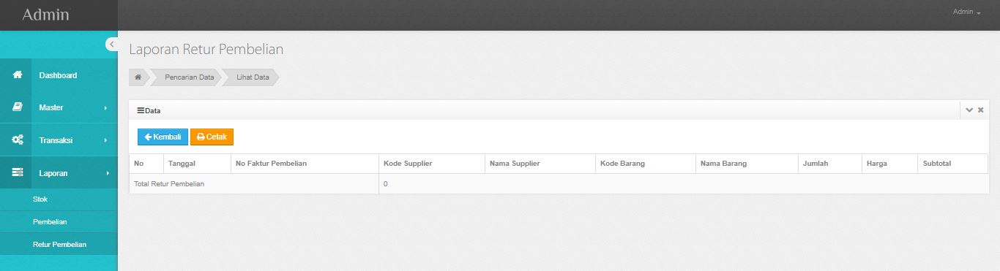 Admin
Admin
Laporan Retur Pembelian
Pencarian Data
Lihat Data
Dashboard
Master
Transaksi
Laporan
Stok
Pembelian
Retur Pembelian
Data
Kembali
Cetak
No Tanggal No Faktur Pembelian Kode Supplier Nama Supplier Kode Barang Nama Barang Jumlah Harga Subtotal
Total Retur Pembelian 0